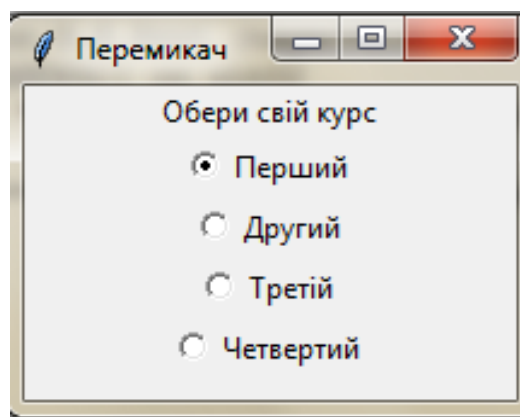 Перемикач
Обери свій курс
Перший
Другий
Третій
Четвертий